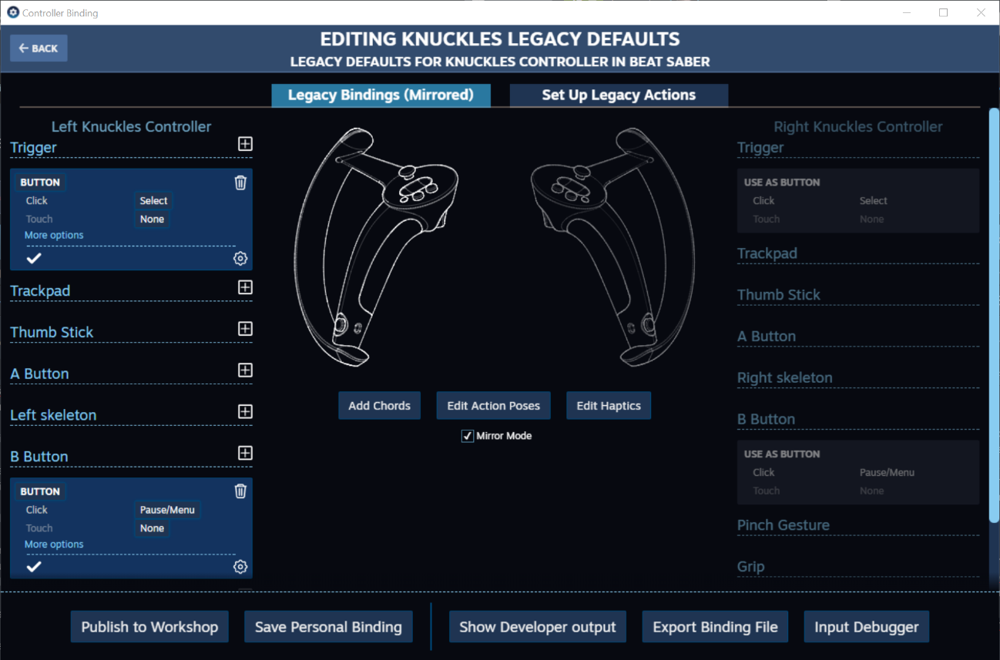 Controller Binding
BACK
EDITING KNUCKLES LEGACY DEFAULTS
LEGACY DEFAULTS FOR KNUCKLES CONTROLLER IN BEAT SABER
Legacy Bindings (Mirrored)
Set Up Legacy Actions
Left Knuckles Controller
Trigger
BUTTON
Click Select
Touch None
More options
Trackpad
Thumb Stick
A Button
Left skeleton
B Button
BUTTON
Click Pause/Menu
Touch None
More options
Add Chords
Edit Action Poses
Edit Haptics
Mirror Mode
Right Knuckles Controller
Trigger
USE AS BUTTON
Click Select
Touch None
Trackpad
Thumb Stick
A Button
Right skeleton
B Button
USE AS BUTTON
Click Pause/Menu
Touch None
Pinch Gesture
Grip
Publish to Workshop
Save Personal Binding
Show Developer output
Export Binding File
Input Debugger